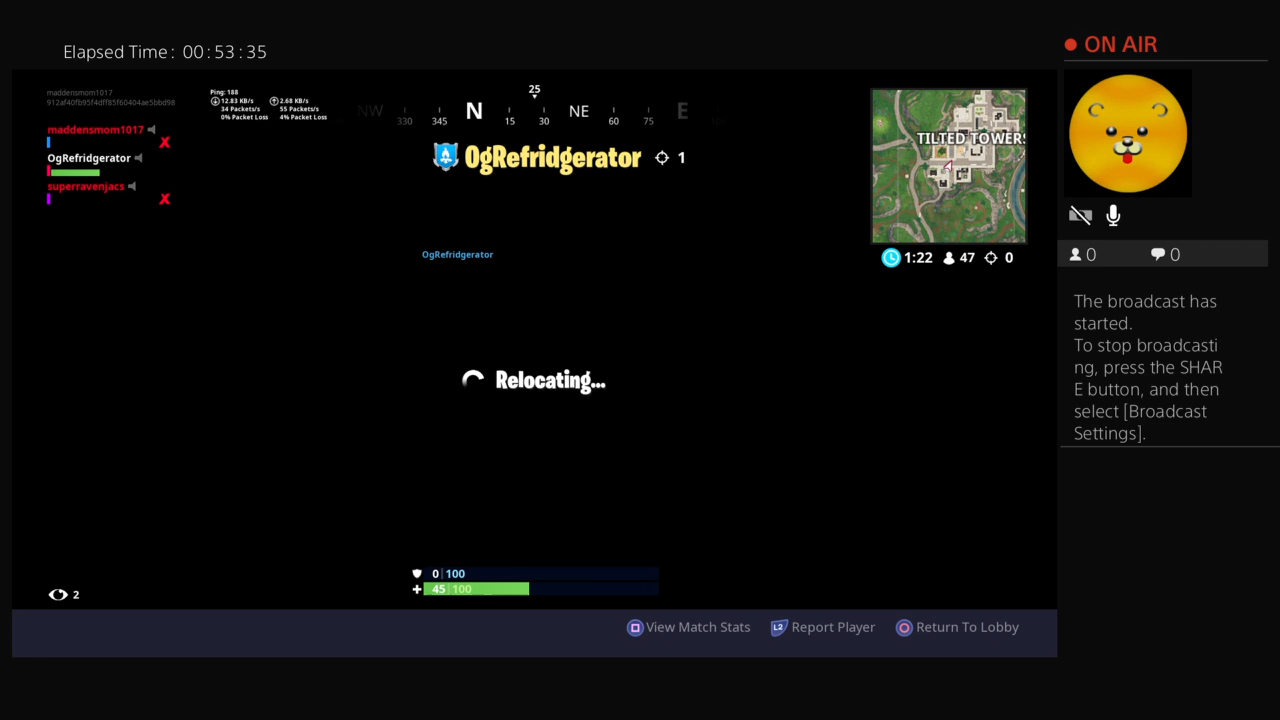 Elapsed Time: 00:53:35
ON AIR
maddensmom1017
912af40fb95f4dff85f60404ae5bbd98
Ping: 188
12.83 KB/s 2.68 KB/s
34 Packets/s 55 Packets/s
0% Packet Loss 4% Packet Loss
25
NW 330 345 N 15 30 NE 60 75 E
maddensmom1017 X
OgRefridgerator
superravenjacs X
OgRefridgerator 1
TILTED TOWERS
1:22 47 0
OgRefridgerator
Relocating...
0 | 100
45 | 100
2
View Match Stats L2 Report Player Return To Lobby
0 0
The broadcast has
started.
To stop broadcasti
ng, press the SHAR
E button, and then
select [Broadcast
Settings].